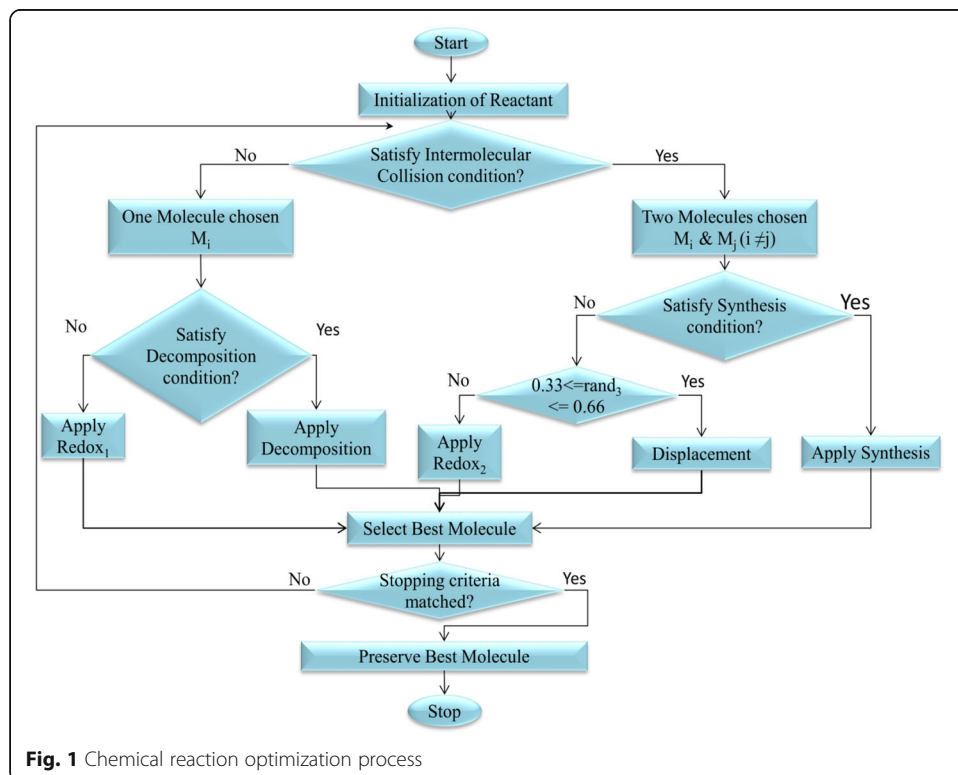 Start
Initialization of Reactant
Satisfy Intermolecular
Collision condition?
No
Yes
One Molecule chosen
Mi
Two Molecules chosen
Mi & Mj (i ≠j)
Satisfy
Decomposition
condition?
No
Yes
Satisfy Synthesis
condition?
No
Yes
0.33<=rand3
<= 0.66
No
Yes
Apply
Redox1
Apply
Decomposition
Apply
Redox2
Displacement
Apply Synthesis
Select Best Molecule
Stopping criteria
matched?
No
Yes
Preserve Best Molecule
Stop
Fig. 1 Chemical reaction optimization process